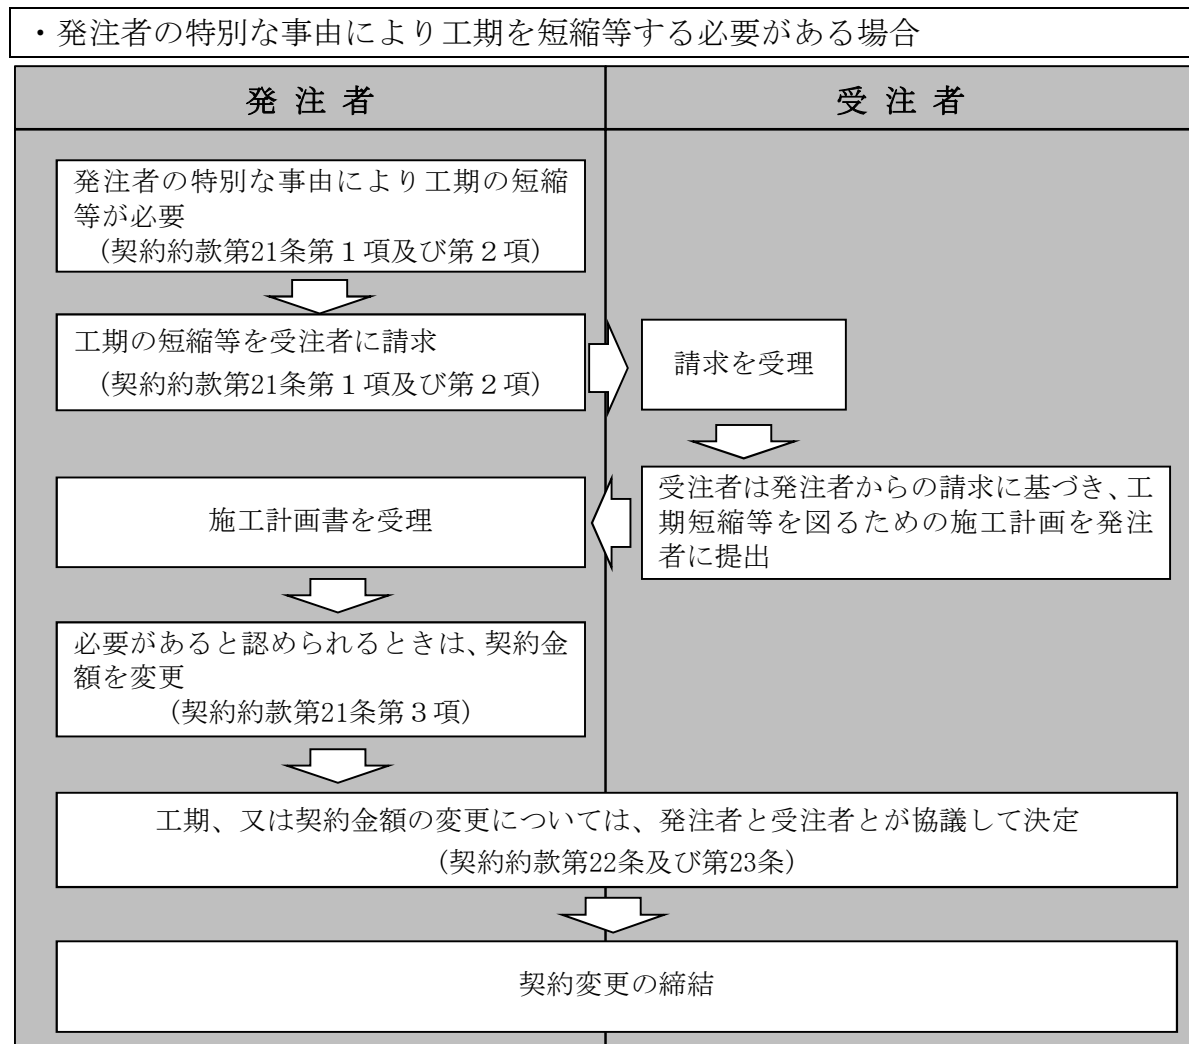 ・発注者の特別な事由により工期を短縮等する必要がある場合
発 注 者
受 注 者
発注者の特別な事由により工期の短縮
等が必要
(契約約款第21条第１項及び第２項)
工期の短縮等を受注者に請求
(契約約款第21条第１項及び第２項)
請求を受理
受注者は発注者からの請求に基づき、工
期短縮等を図るための施工計画を発注
者に提出
施工計画書を受理
必要があると認められるときは、契約金
額を変更
(契約約款第21条第３項)
工期、又は契約金額の変更については、発注者と受注者とが協議して決定
(契約約款第22条及び第23条)
契約変更の締結